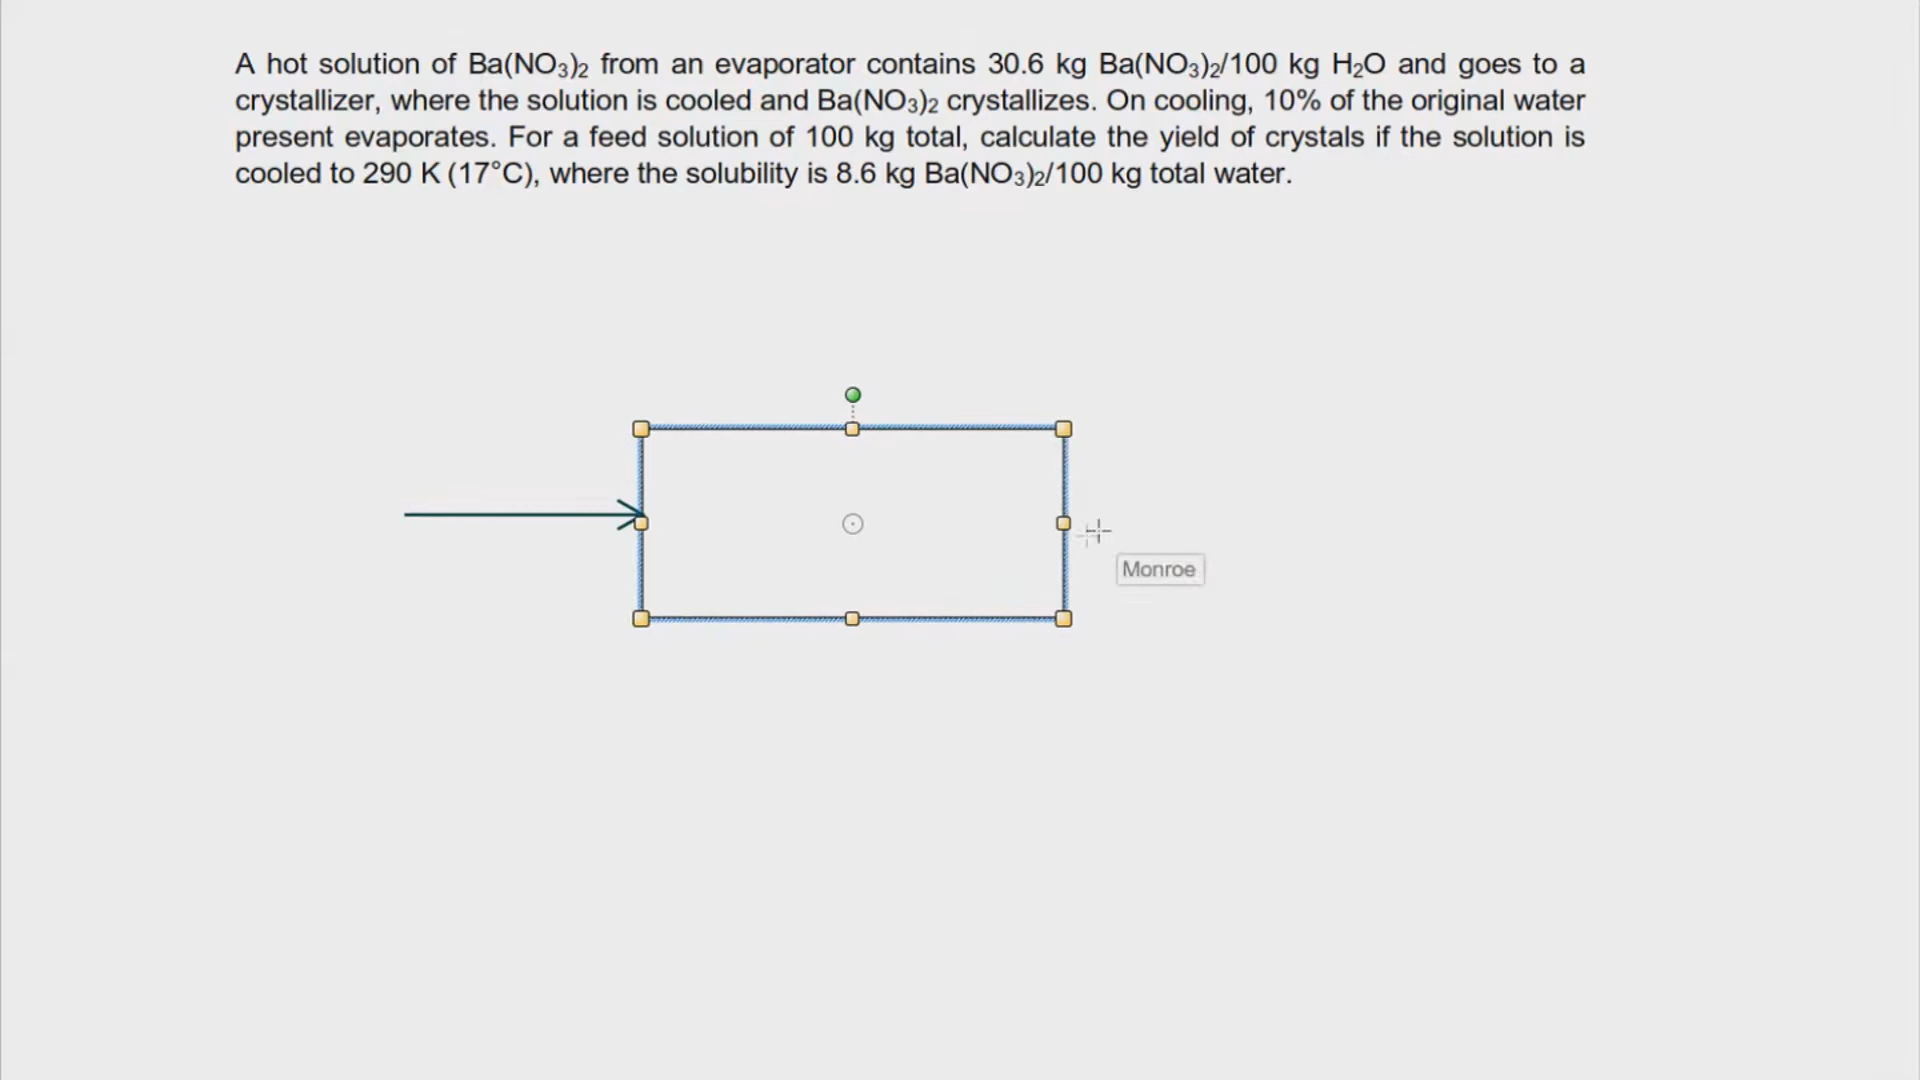 A hot solution of Ba(NO₃)₂ from an evaporator contains 30.6 kg Ba(NO₃)₂/100 kg H₂O and goes to a
crystallizer, where the solution is cooled and Ba(NO₃)₂ crystallizes. On cooling, 10% of the original water
present evaporates. For a feed solution of 100 kg total, calculate the yield of crystals if the solution is
cooled to 290 K (17°C), where the solubility is 8.6 kg Ba(NO₃)₂/100 kg total water.
Monroe